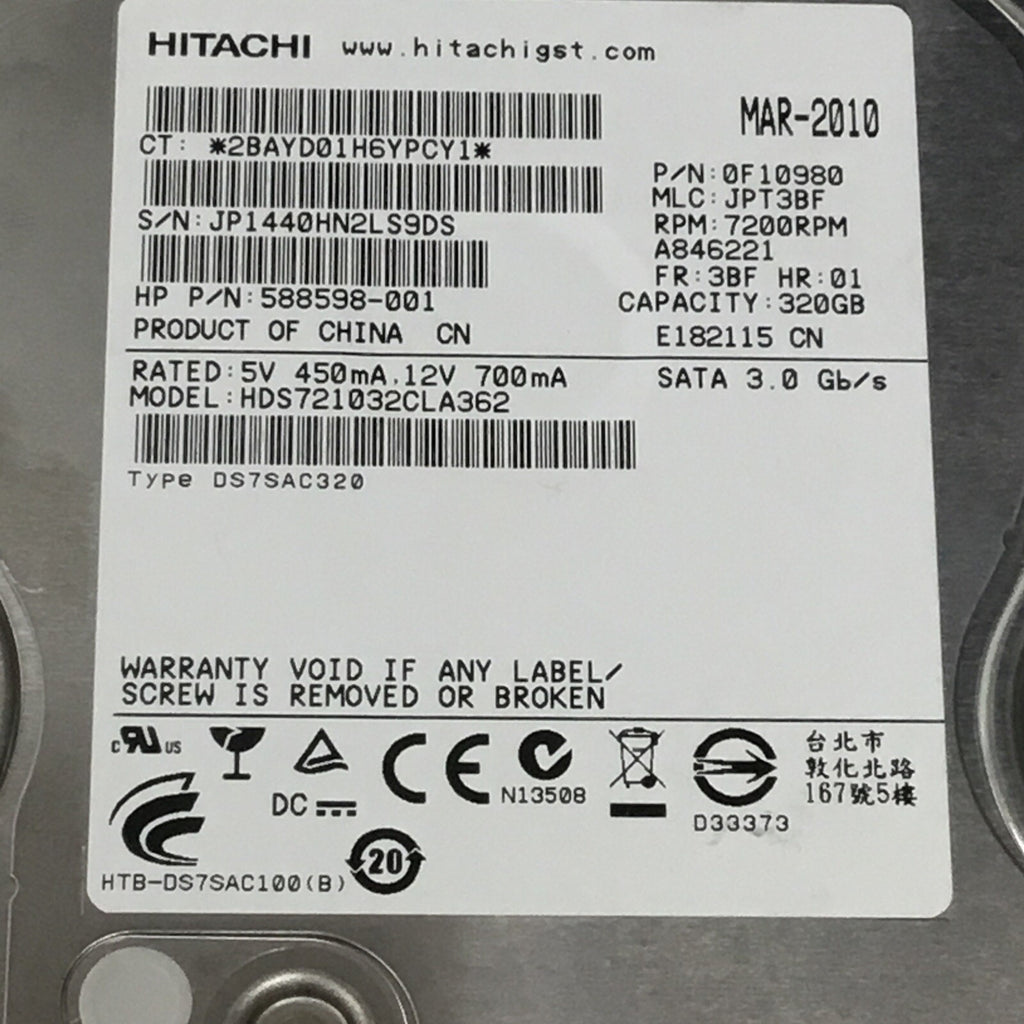 HITACHI www.hitachigst.com
MAR-2010
CT: *2BAYD01H6YPCY1*
S/N:JP1440HN2LS9DS
HP P/N:588598-001
PRODUCT OF CHINA CN
P/N:0F10980
MLC:JPT3BF
RPM:7200RPM
A846221
FR:3BF HR:01
CAPACITY:320GB
E182115 CN
RATED:5V 450mA,12V 700mA
MODEL:HDS721032CLA362
SATA 3.0 Gb/s
Type DS7SAC320
WARRANTY VOID IF ANY LABEL/
SCREW IS REMOVED OR BROKEN
c RU US
DC
CE
N13508
D33373
台北市
敦化北路
167號5樓
20
HTB-DS7SAC100(B)